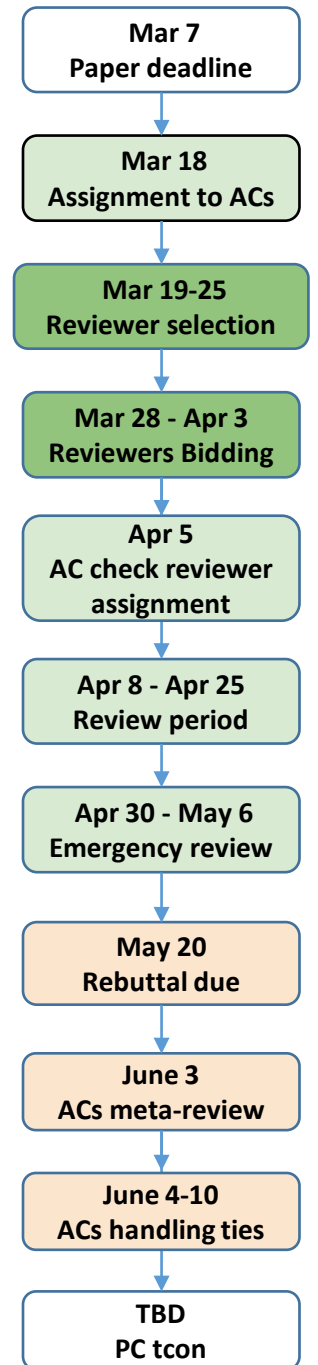 Mar 7
Paper deadline
Mar 18
Assignment to ACs
Mar 19-25
Reviewer selection
Mar 28 - Apr 3
Reviewers Bidding
Apr 5
AC check reviewer
assignment
Apr 8 - Apr 25
Review period
Apr 30 - May 6
Emergency review
May 20
Rebuttal due
June 3
ACs meta-review
June 4-10
ACs handling ties
TBD
PC tcon